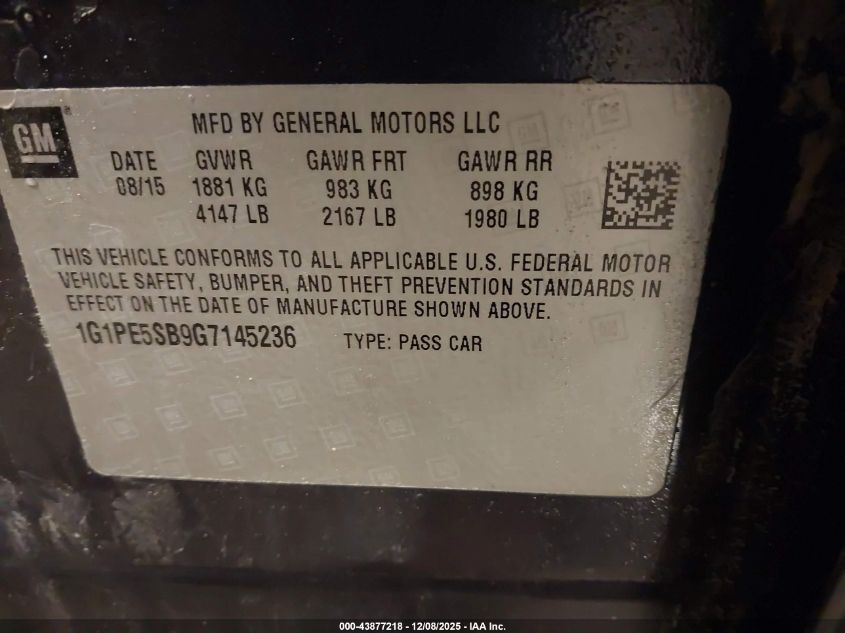 GM
MFD BY GENERAL MOTORS LLC
DATE GVWR GAWR FRT GAWR RR
08/15 1881 KG 983 KG 898 KG
4147 LB 2167 LB 1980 LB
THIS VEHICLE CONFORMS TO ALL APPLICABLE U.S. FEDERAL MOTOR
VEHICLE SAFETY, BUMPER, AND THEFT PREVENTION STANDARDS IN
EFFECT ON THE DATE OF MANUFACTURE SHOWN ABOVE.
1G1PE5SB9G7145236 TYPE: PASS CAR
000-43877218 - 12/08/2025 - IAA Inc.